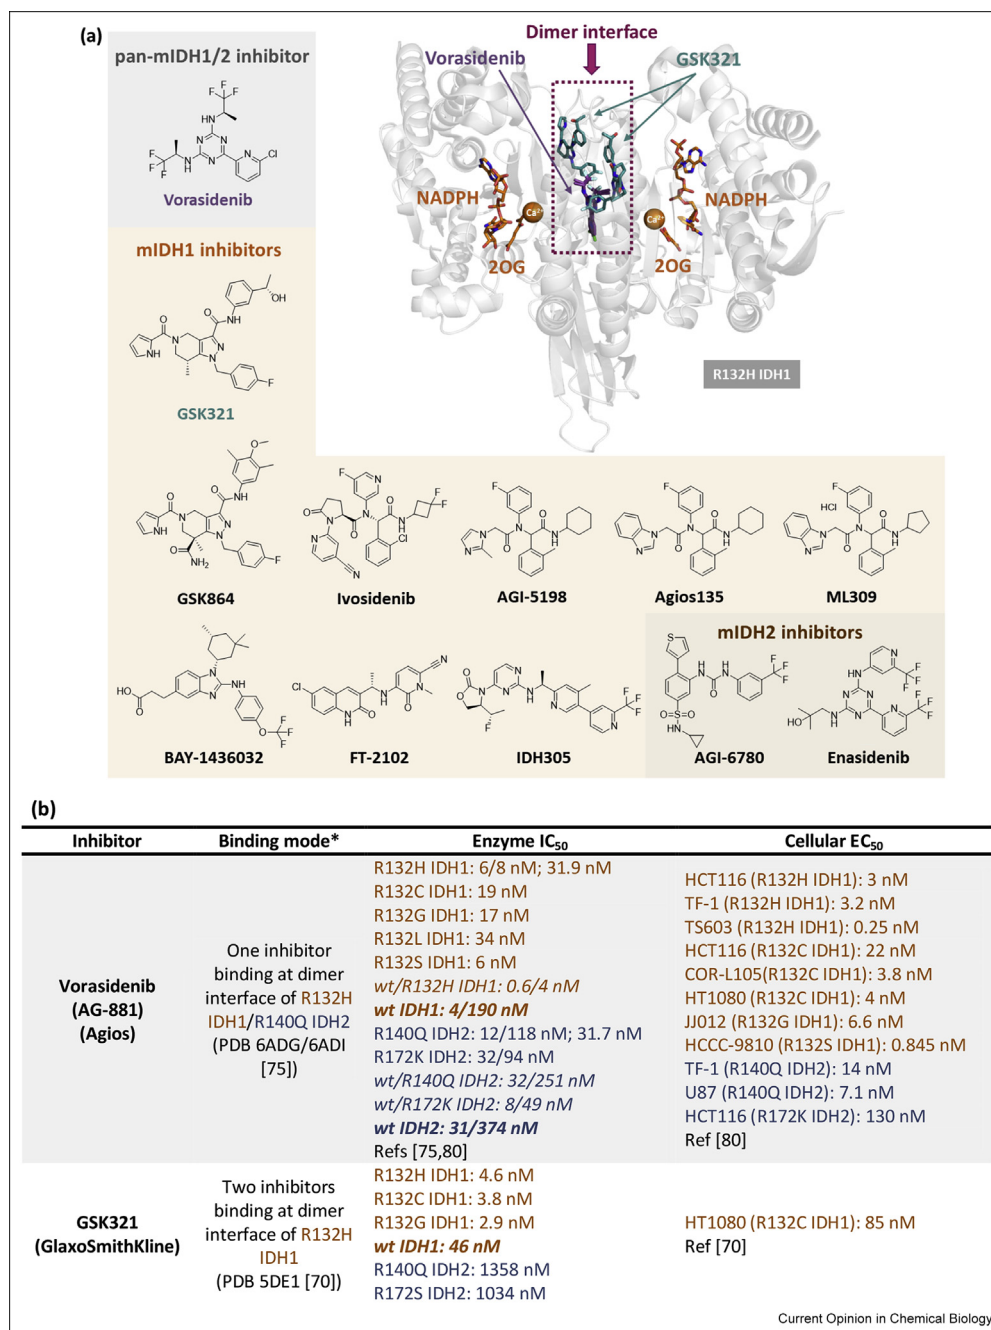 (a)
pan-mIDH1/2 inhibitor
Vorasidenib
Dimer interface
Vorasidenib
GSK321
NADPH
Ca²⁺
2OG
Ca²⁺
2OG
NADPH
R132H IDH1
mIDH1 inhibitors
GSK321
GSK864
Ivosidenib
AGI-5198
Agios135
HCl
ML309
BAY-1436032
FT-2102
IDH305
mIDH2 inhibitors
AGI-6780
Enasidenib
(b)
Inhibitor Binding mode* Enzyme IC₅₀ Cellular EC₅₀
Vorasidenib
(AG-881)
(Agios)
One inhibitor
binding at dimer
interface of R132H
IDH1/R140Q IDH2
(PDB 6ADG/6ADI
[75])
R132H IDH1: 6/8 nM; 31.9 nM
R132C IDH1: 19 nM
R132G IDH1: 17 nM
R132L IDH1: 34 nM
R132S IDH1: 6 nM
wt/R132H IDH1: 0.6/4 nM
wt IDH1: 4/190 nM
R140Q IDH2: 12/118 nM; 31.7 nM
R172K IDH2: 32/94 nM
wt/R140Q IDH2: 32/251 nM
wt/R172K IDH2: 8/49 nM
wt IDH2: 31/374 nM
Refs [75,80]
HCT116 (R132H IDH1): 3 nM
TF-1 (R132H IDH1): 3.2 nM
TS603 (R132H IDH1): 0.25 nM
HCT116 (R132C IDH1): 22 nM
COR-L105(R132C IDH1): 3.8 nM
HT1080 (R132C IDH1): 4 nM
JJ012 (R132G IDH1): 6.6 nM
HCCC-9810 (R132S IDH1): 0.845 nM
TF-1 (R140Q IDH2): 14 nM
U87 (R140Q IDH2): 7.1 nM
HCT116 (R172K IDH2): 130 nM
Ref [80]
GSK321
(GlaxoSmithKline)
Two inhibitors
binding at dimer
interface of R132H
IDH1
(PDB 5DE1 [70])
R132H IDH1: 4.6 nM
R132C IDH1: 3.8 nM
R132G IDH1: 2.9 nM
wt IDH1: 46 nM
R140Q IDH2: 1358 nM
R172S IDH2: 1034 nM
HT1080 (R132C IDH1): 85 nM
Ref [70]
Current Opinion in Chemical Biology